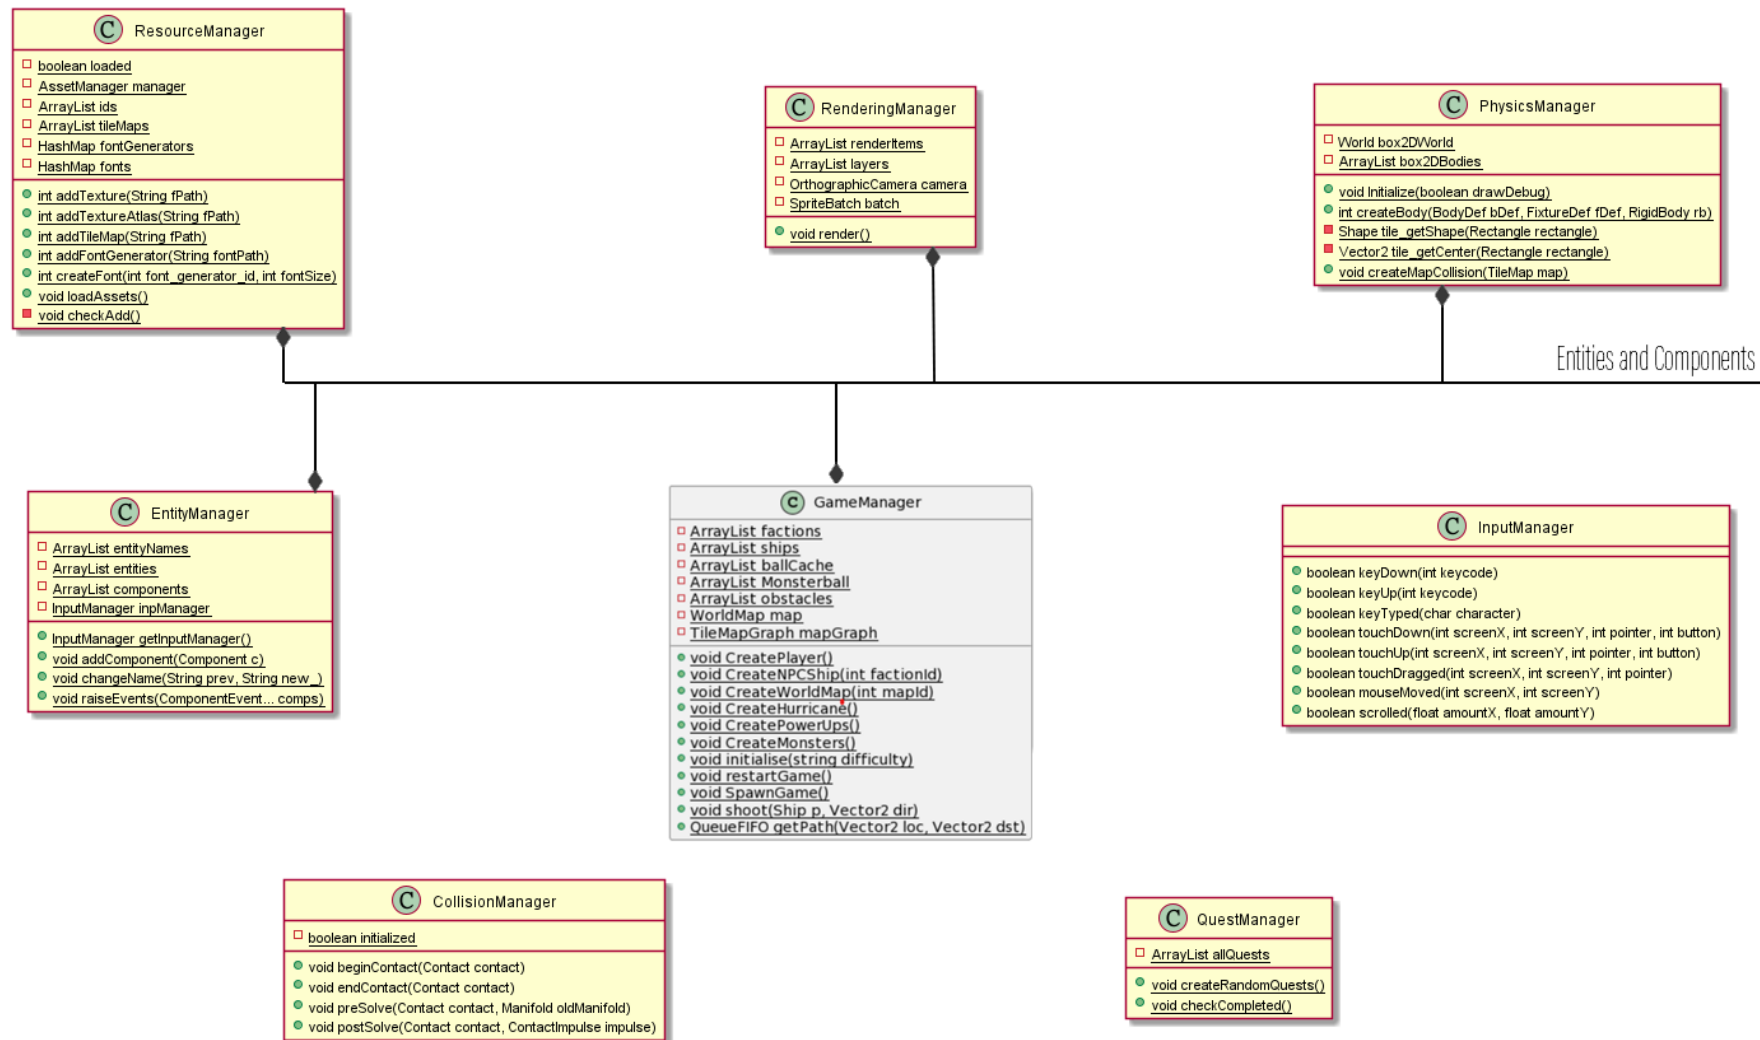 C ResourceManager
boolean loaded
AssetManager manager
ArrayList ids
ArrayList tileMaps
HashMap fontGenerators
HashMap fonts
int addTexture(String fPath)
int addTextureAtlas(String fPath)
int addTileMap(String fPath)
int addFontGenerator(String fontPath)
int createFont(int font_generator_id, int fontSize)
void loadAssets()
void checkAdd()
C RenderingManager
ArrayList renderItems
ArrayList layers
OrthographicCamera camera
SpriteBatch batch
void render()
C PhysicsManager
World box2DWorld
ArrayList box2DBodies
void Initialize(boolean drawDebug)
int createBody(BodyDef bDef, FixtureDef fDef, RigidBody rb)
Shape tile_getShape(Rectangle rectangle)
Vector2 tile_getCenter(Rectangle rectangle)
void createMapCollision(TileMap map)
Entities and Components
C EntityManager
ArrayList entityNames
ArrayList entities
ArrayList components
InputManager inpManager
InputManager getInputManager()
void addComponent(Component c)
void changeName(String prev, String new_)
void raiseEvents(ComponentEvent... comps)
C GameManager
ArrayList factions
ArrayList ships
ArrayList ballCache
ArrayList Monsterball
ArrayList obstacles
WorldMap map
TileMapGraph mapGraph
void CreatePlayer()
void CreateNPCShip(int factionId)
void CreateWorldMap(int mapId)
void CreateHurricane()
void CreatePowerUps()
void CreateMonsters()
void initialise(string difficulty)
void restartGame()
void SpawnGame()
void shoot(Ship p, Vector2 dir)
QueueFIFO getPath(Vector2 loc, Vector2 dst)
C InputManager
boolean keyDown(int keycode)
boolean keyUp(int keycode)
boolean keyTyped(char character)
boolean touchDown(int screenX, int screenY, int pointer, int button)
boolean touchUp(int screenX, int screenY, int pointer, int button)
boolean touchDragged(int screenX, int screenY, int pointer)
boolean mouseMoved(int screenX, int screenY)
boolean scrolled(float amountX, float amountY)
C CollisionManager
boolean initialized
void beginContact(Contact contact)
void endContact(Contact contact)
void preSolve(Contact contact, Manifold oldManifold)
void postSolve(Contact contact, ContactImpulse impulse)
C QuestManager
ArrayList allQuests
void createRandomQuests()
void checkCompleted()